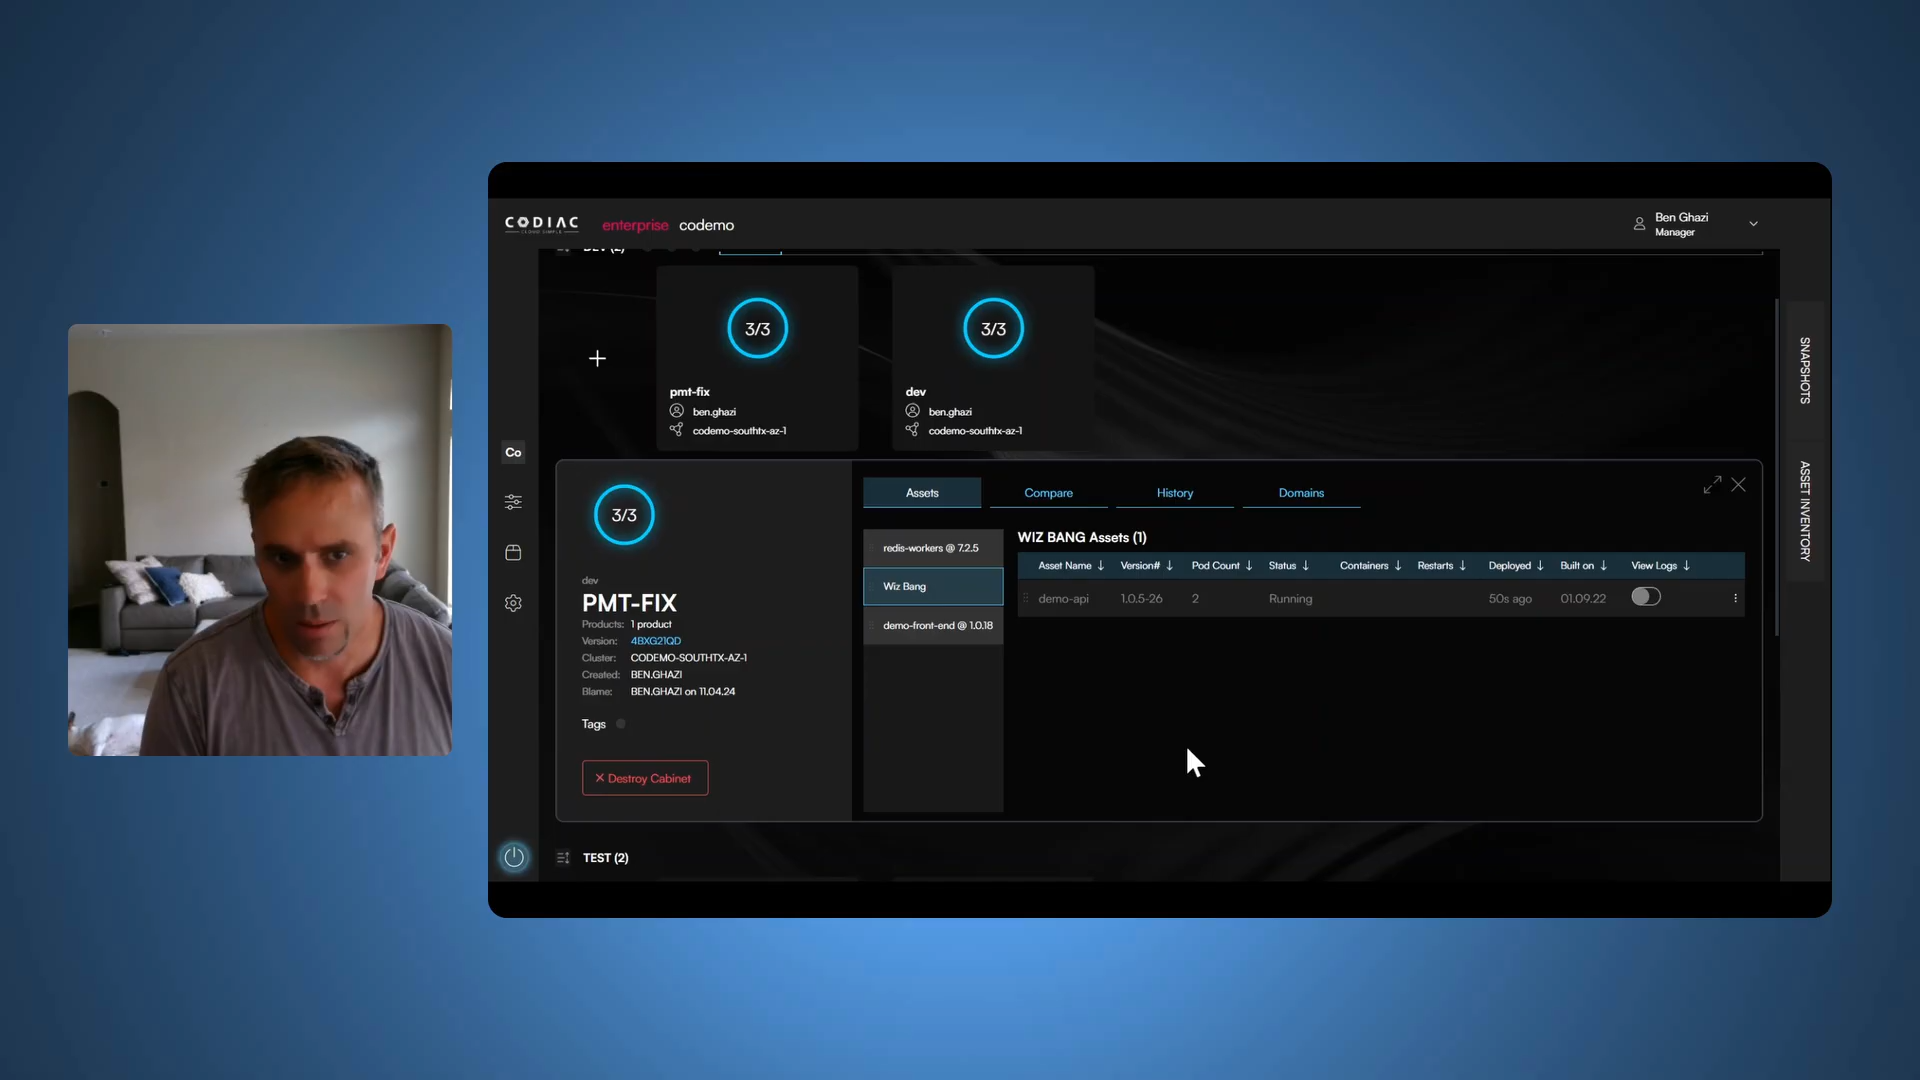 CODIAC
enterprise codemo
Ben Ghazi
Manager
DEV (2)
3/3
pmt-fix
ben.ghazi
codemo-southtx-az-1
3/3
dev
ben.ghazi
codemo-southtx-az-1
Co
SNAPSHOTS
ASSET INVENTORY
3/3
dev
PMT-FIX
Products: 1 product
Version: 4BXG21QD
Cluster: CODEMO-SOUTHTX-AZ-1
Created: BEN.GHAZI
Blame: BEN.GHAZI on 11.04.24
Tags
Destroy Cabinet
Assets Compare History Domains
redis-workers @ 7.2.5
Wiz Bang
demo-front-end @ 1.0.18
WIZ BANG Assets (1)
Asset Name Version# Pod Count Status Containers Restarts Deployed Built on View Logs
demo-api 1.0.5-26 2 Running 50s ago 01.09.22
TEST (2)